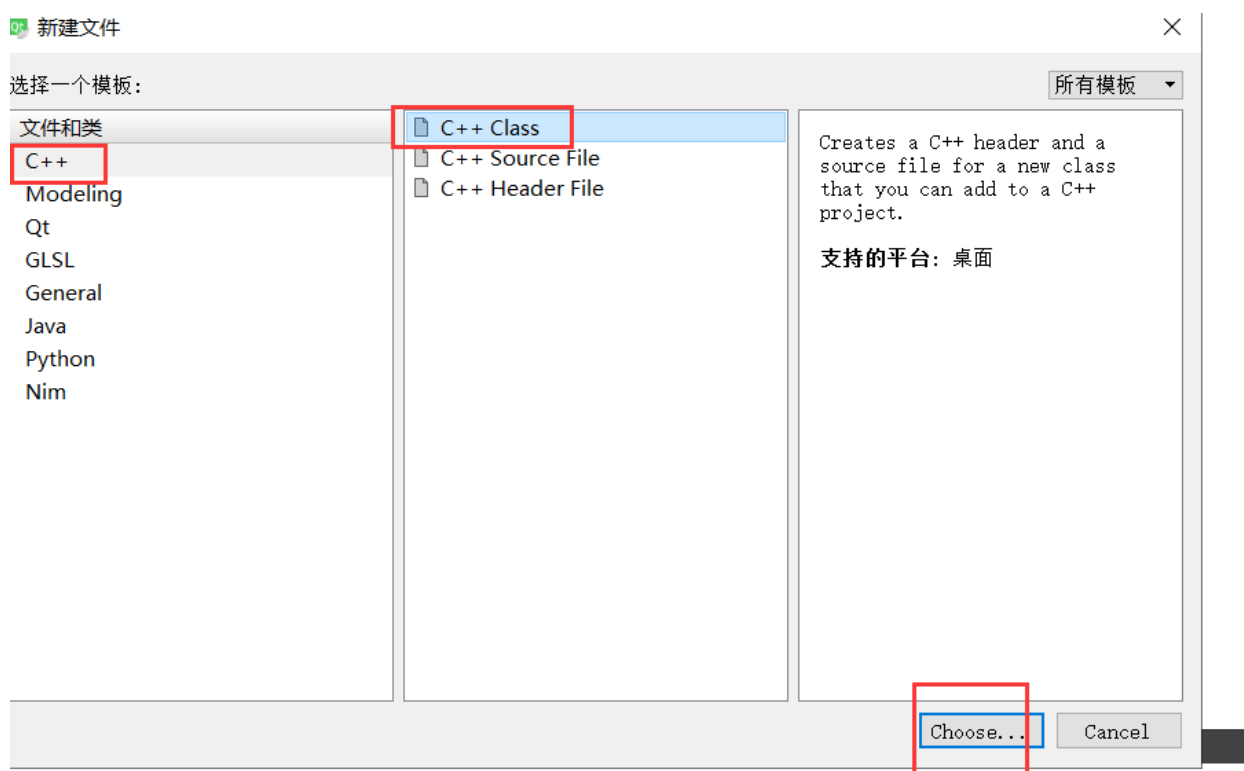 新建文件
选择一个模板:
所有模板
文件和类
C++
Modeling
Qt
GLSL
General
Java
Python
Nim
C++ Class
C++ Source File
C++ Header File
Creates a C++ header and a
source file for a new class
that you can add to a C++
project.
支持的平台: 桌面
Choose...
Cancel